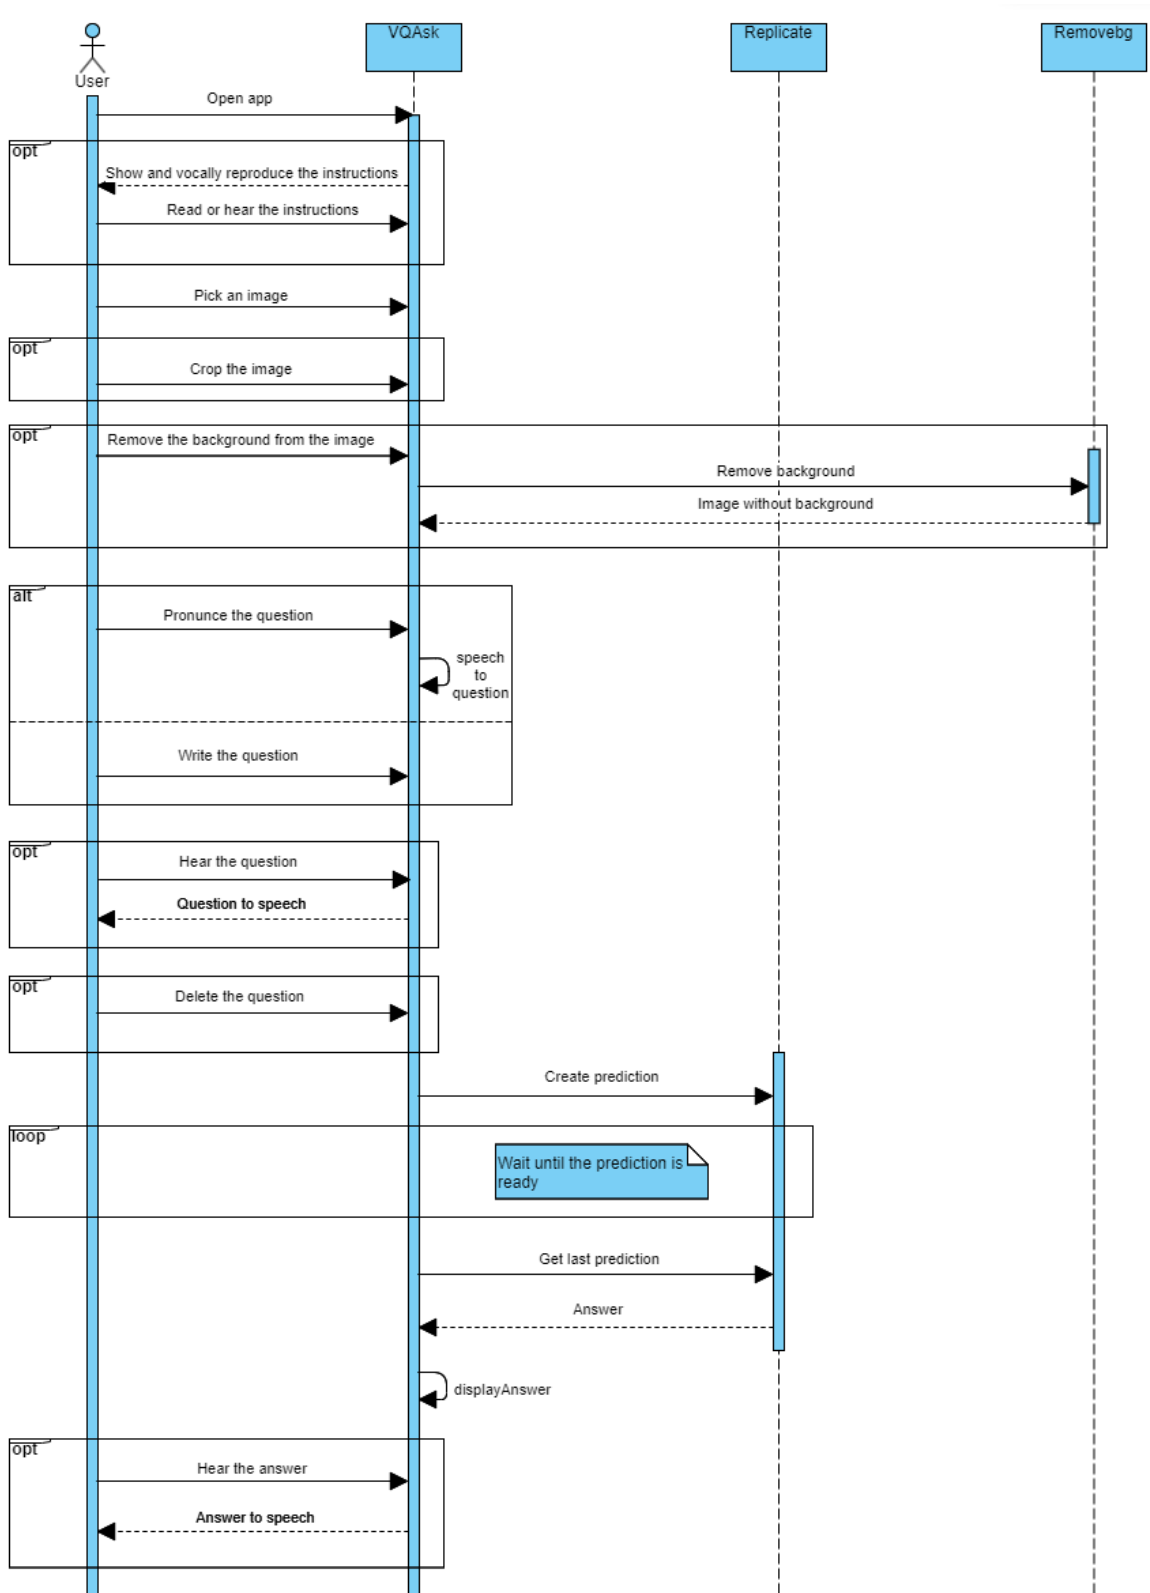 User
VQAsk
Replicate
Removebg
Open app
opt
Show and vocally reproduce the instructions
Read or hear the instructions
Pick an image
opt
Crop the image
opt
Remove the background from the image
Remove background
Image without background
alt
Pronunce the question
speech
to
question
Write the question
opt
Hear the question
Question to speech
opt
Delete the question
Create prediction
loop
Wait until the prediction is
ready
Get last prediction
Answer
displayAnswer
opt
Hear the answer
Answer to speech